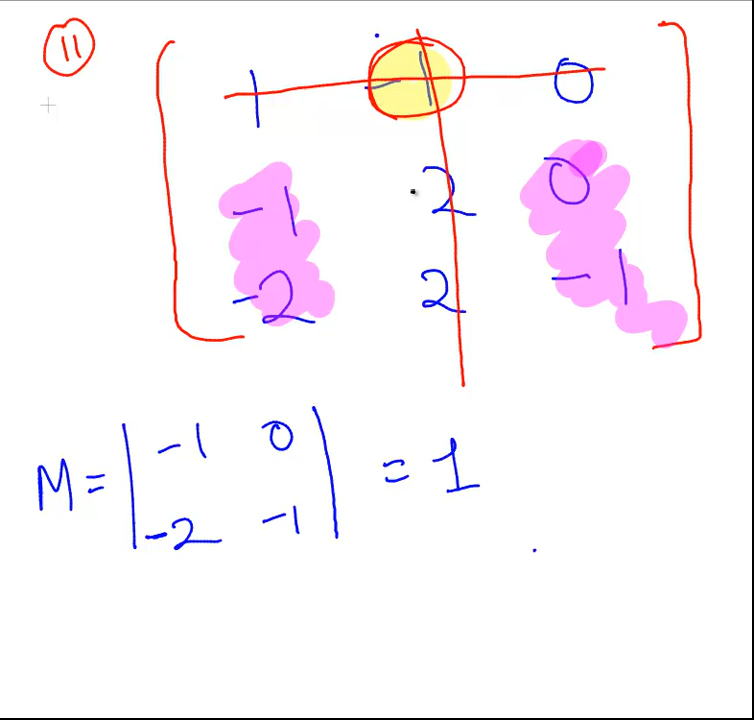 11
1 -1 0
-1 2 0
-2 2 -1
M = | -1 0 | = 1
| -2 -1 |